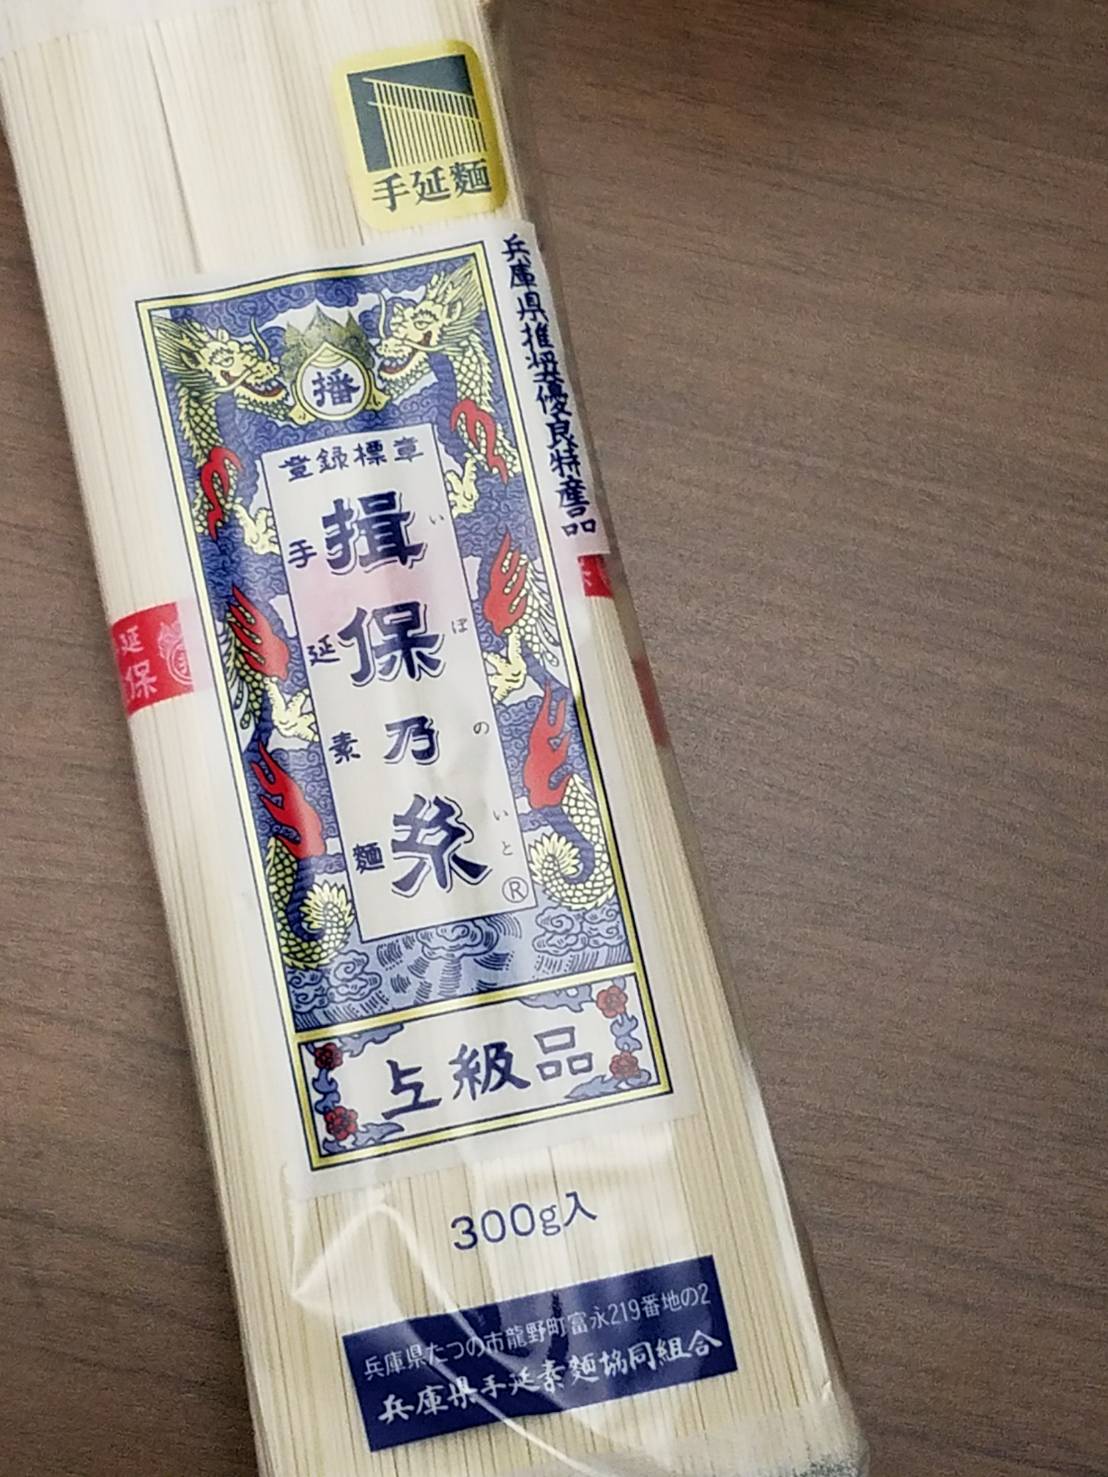 手延麺
兵庫県推奨優良特産品
播
登録標章
手延素麺
揖保乃糸
いぼのいと
®
延
保
上級品
300g入
兵庫県たつの市龍野町富永219番地の2
兵庫県手延素麺協同組合